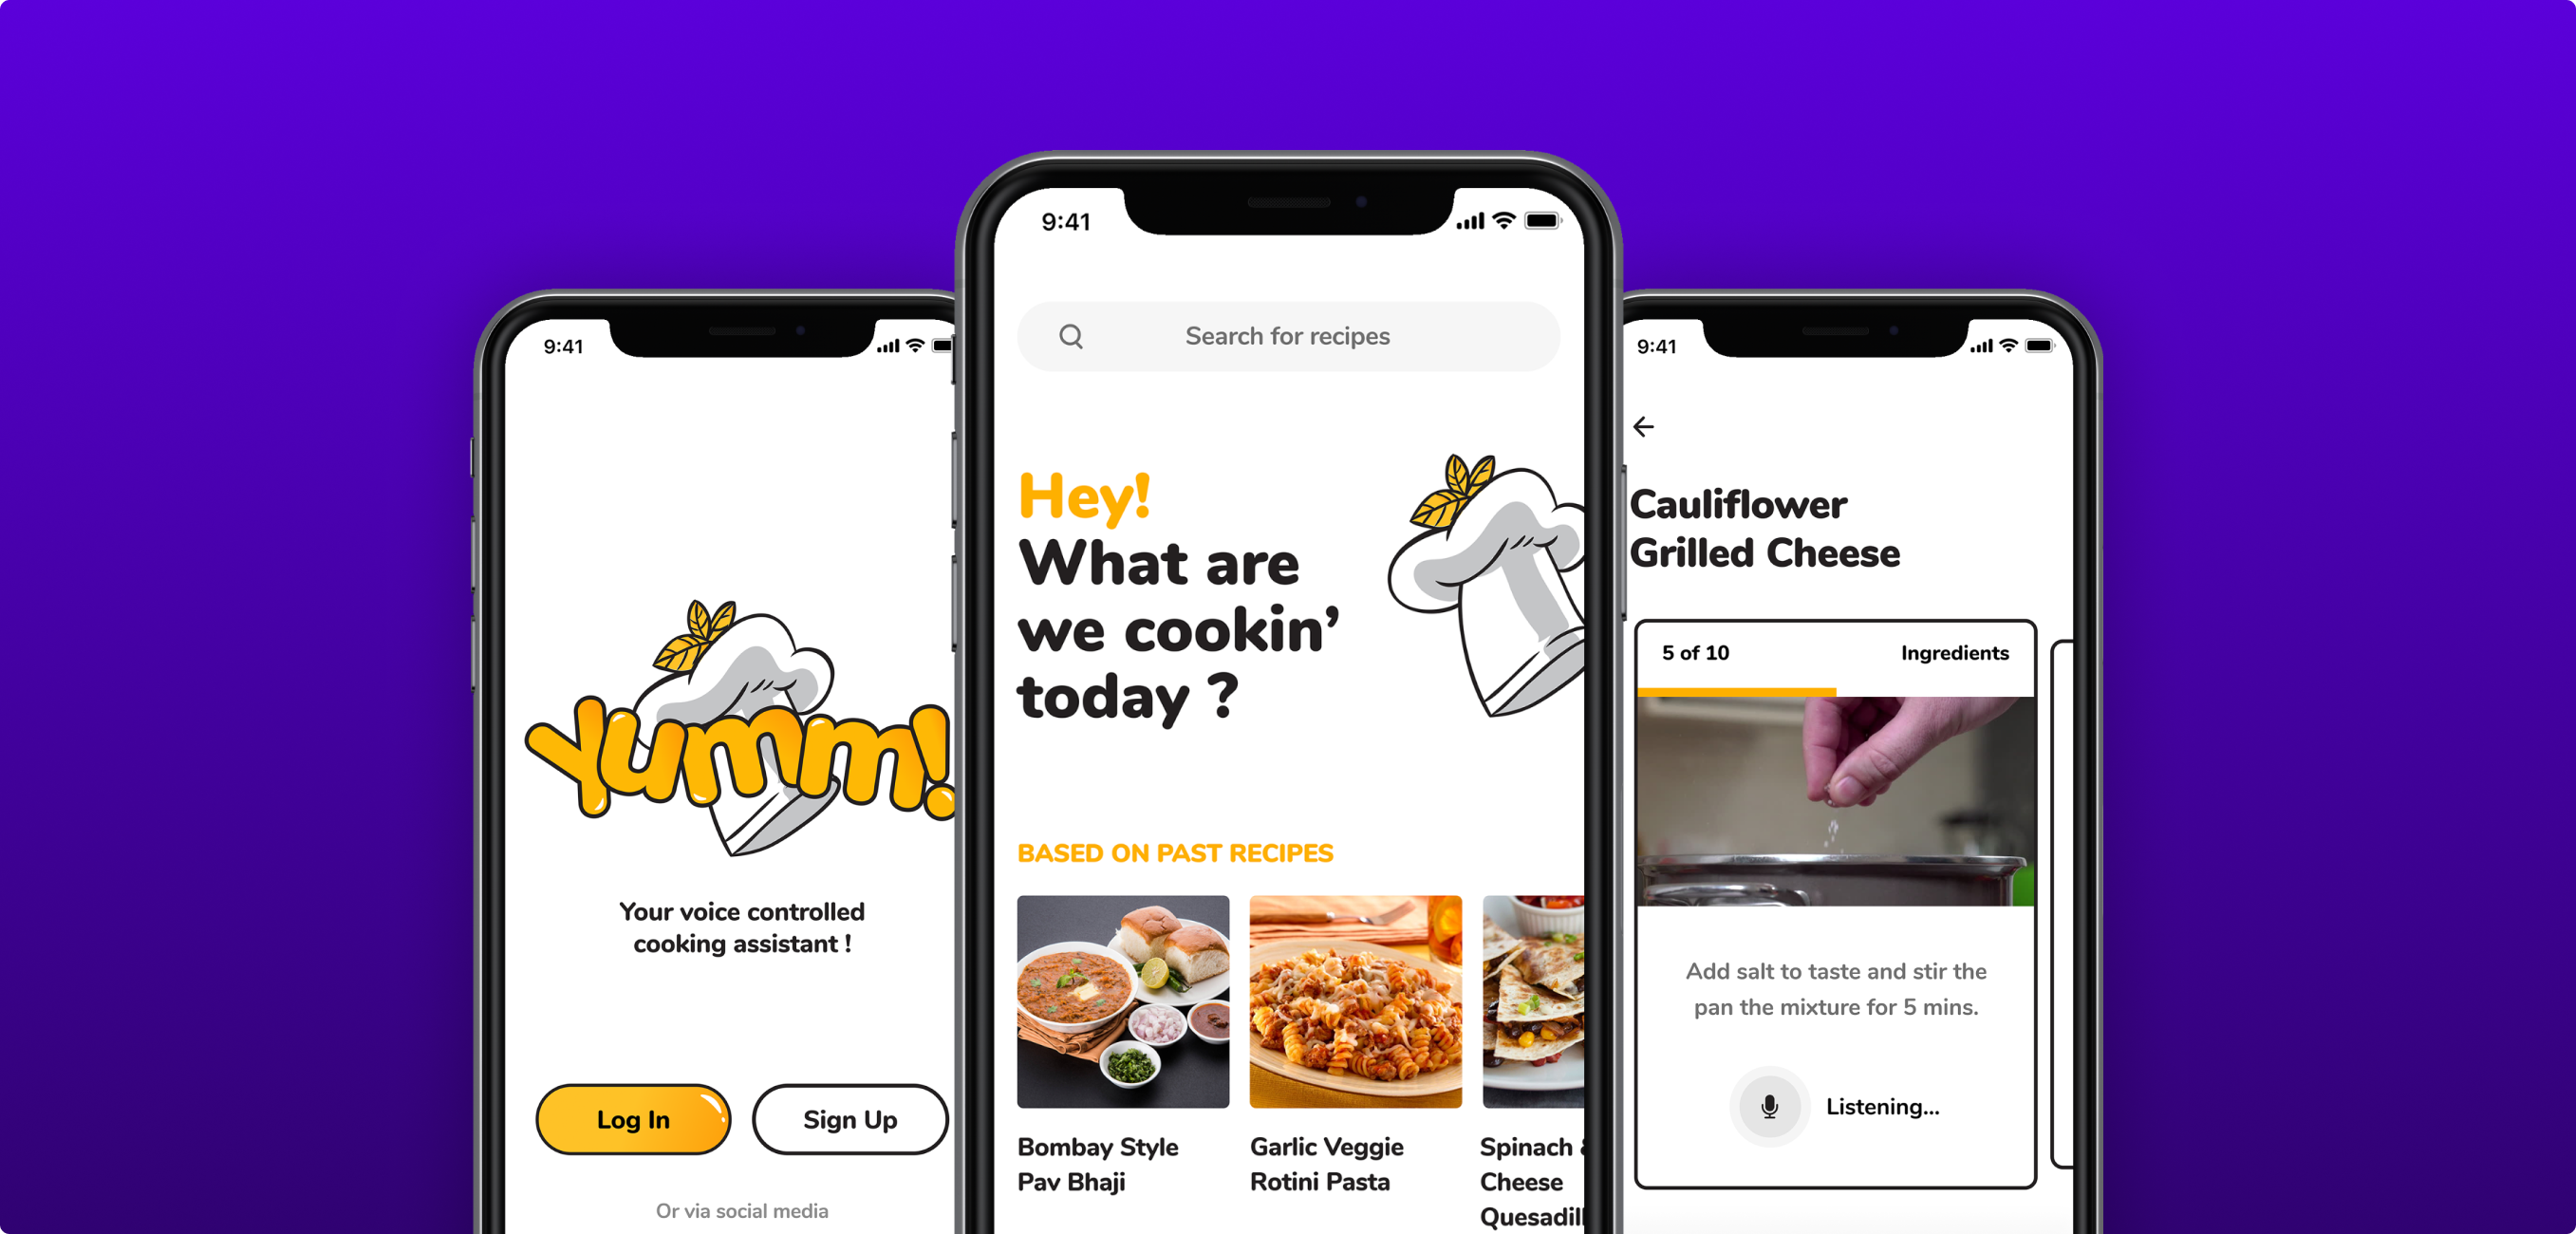 9:41
Yumm!
Your voice controlled
cooking assistant !
Log In
Sign Up
Or via social media
9:41
Search for recipes
Hey!
What are
we cookin’
today ?
BASED ON PAST RECIPES
Bombay Style
Pav Bhaji
Garlic Veggie
Rotini Pasta
Spinach
Cheese
9:41
Cauliflower
Grilled Cheese
5 of 10
Ingredients
Add salt to taste and stir the
pan the mixture for 5 mins.
Listening...